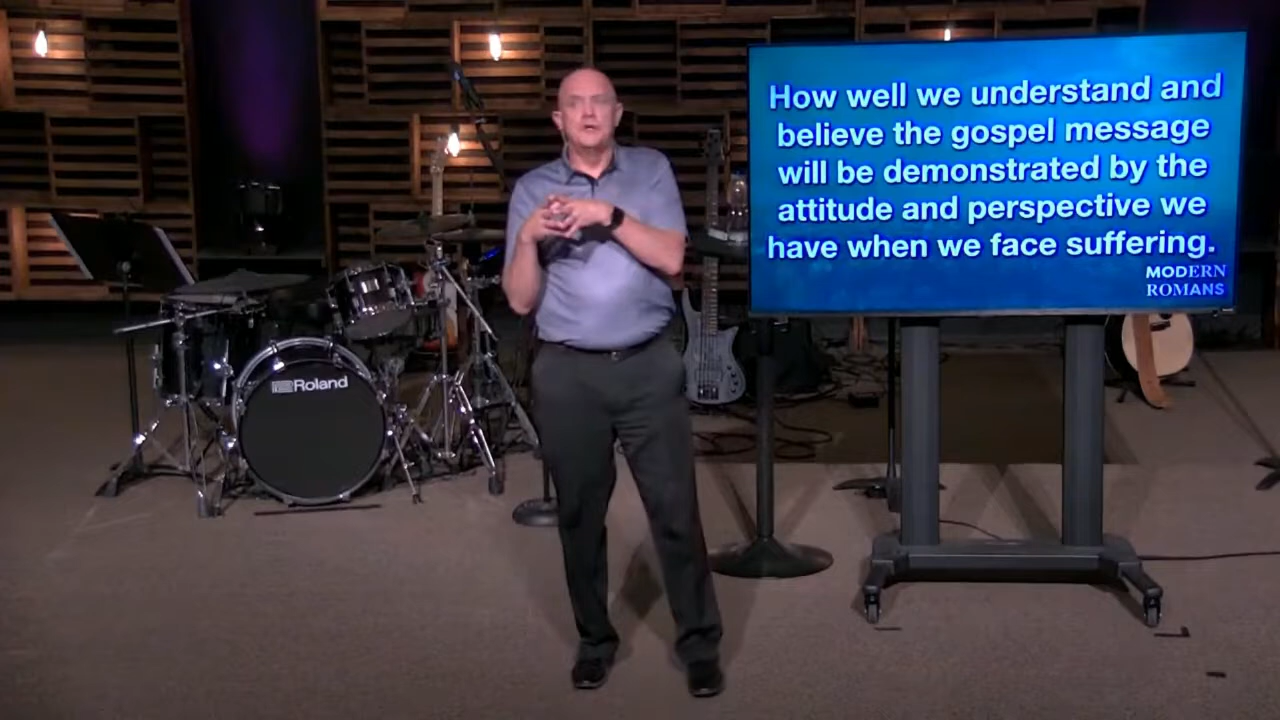 How well we understand and
believe the gospel message
will be demonstrated by the
attitude and perspective we
have when we face suffering.
MODERN
ROMANS
Roland